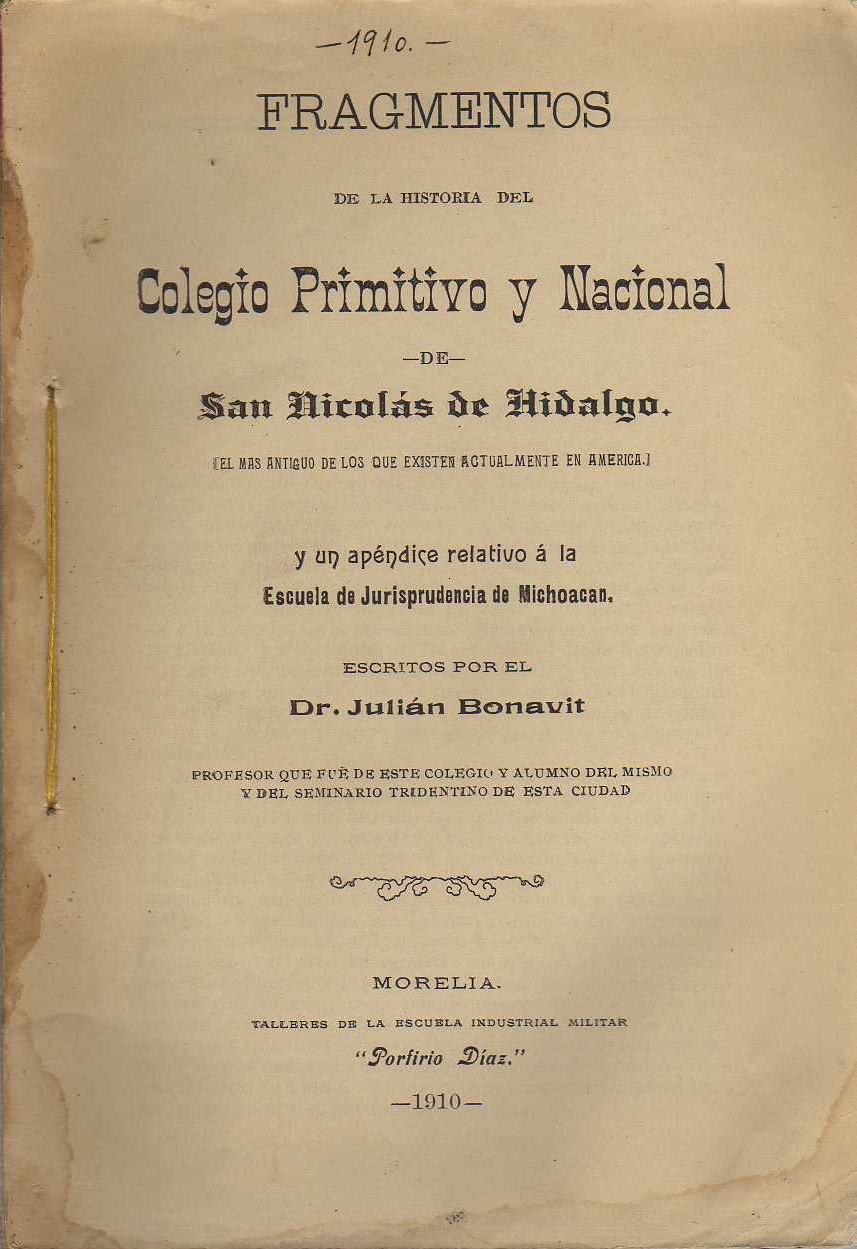 —1910.—
FRAGMENTOS
DE LA HISTORIA DEL
Colegio Primitivo y Nacional
—DE—
San Nicolás de Hidalgo.
[EL MAS ANTIGUO DE LOS QUE EXISTEN ACTUALMENTE EN AMERICA.]
y un apéndice relativo á la
Escuela de Jurisprudencia de Michoacan.
ESCRITOS POR EL
Dr. Julián Bonavit
PROFESOR QUE FUÉ DE ESTE COLEGIO Y ALUMNO DEL MISMO
Y DEL SEMINARIO TRIDENTINO DE ESTA CIUDAD
MORELIA.
TALLERES DE LA ESCUELA INDUSTRIAL MILITAR
"Porfirio Díaz."
—1910—